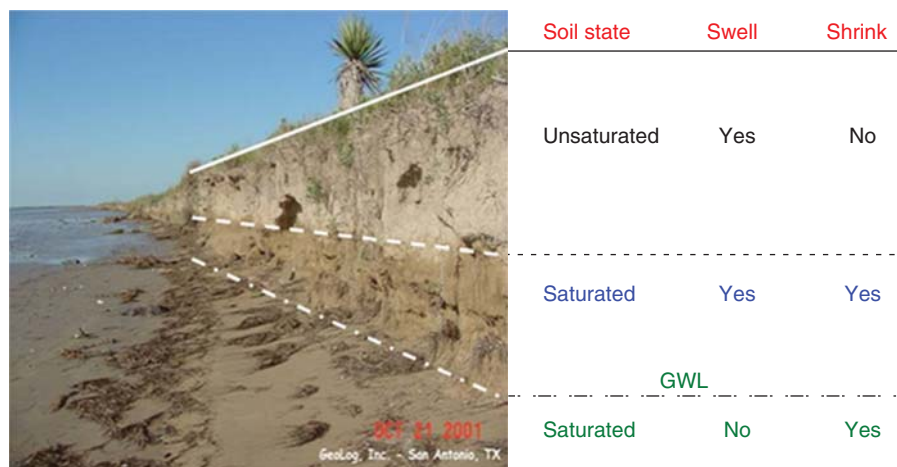 Soil state Swell Shrink
Unsaturated Yes No
Saturated Yes Yes
GWL
Saturated No Yes
OCT 21 2001
GeoLog, Inc. - San Antonio, TX